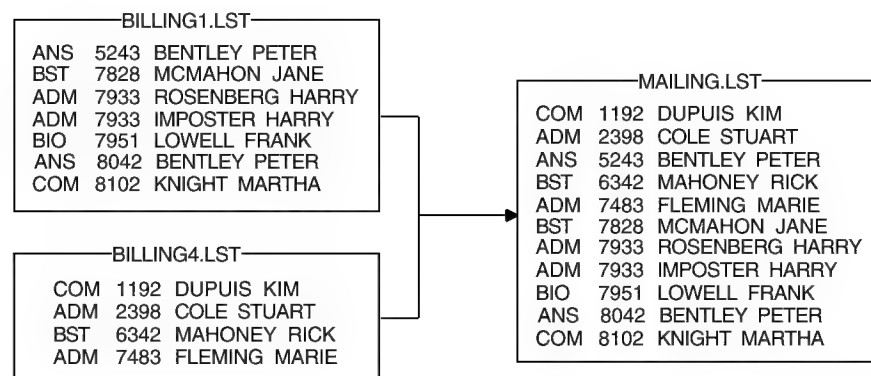 BILLING1.LST
ANS 5243 BENTLEY PETER
BST 7828 MCMAHON JANE
ADM 7933 ROSENBERG HARRY
ADM 7933 IMPOSTER HARRY
BIO 7951 LOWELL FRANK
ANS 8042 BENTLEY PETER
COM 8102 KNIGHT MARTHA
BILLING4.LST
COM 1192 DUPUIS KIM
ADM 2398 COLE STUART
BST 6342 MAHONEY RICK
ADM 7483 FLEMING MARIE
MAILING.LST
COM 1192 DUPUIS KIM
ADM 2398 COLE STUART
ANS 5243 BENTLEY PETER
BST 6342 MAHONEY RICK
ADM 7483 FLEMING MARIE
BST 7828 MCMAHON JANE
ADM 7933 ROSENBERG HARRY
ADM 7933 IMPOSTER HARRY
BIO 7951 LOWELL FRANK
ANS 8042 BENTLEY PETER
COM 8102 KNIGHT MARTHA